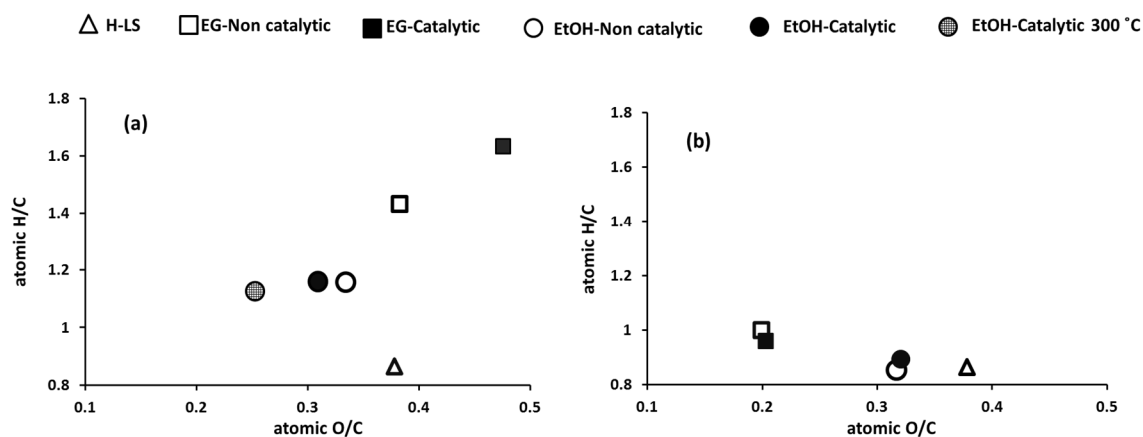 H-LS EG-Non catalytic EG-Catalytic EtOH-Non catalytic EtOH-Catalytic EtOH-Catalytic 300 ˚C
(a)
atomic H/C
1.8
1.6
1.4
1.2
1
0.8
0.1 0.2 0.3 0.4 0.5
atomic O/C
(b)
atomic H/C
1.8
1.6
1.4
1.2
1
0.8
0.1 0.2 0.3 0.4 0.5
atomic O/C